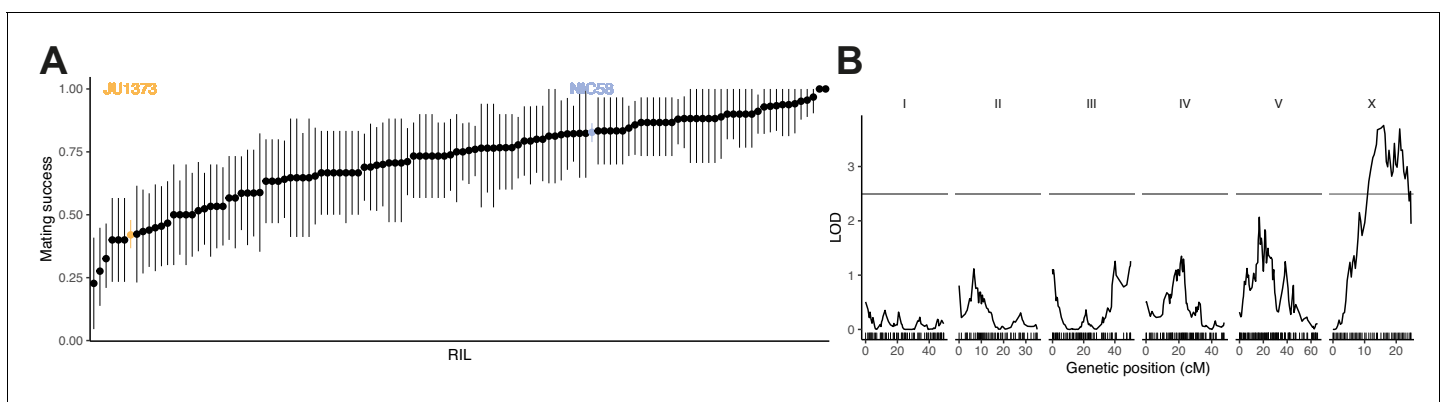 A
JU1373
NIC58
1.00
0.75
0.50
0.25
0.00
Mating success
RIL
B
I
II
III
IV
V
X
3
2
1
0
LOD
0 20 40
0 10 20 30
0 20 40
0 20 40
0 20 40 60
0 10 20
Genetic position (cM)